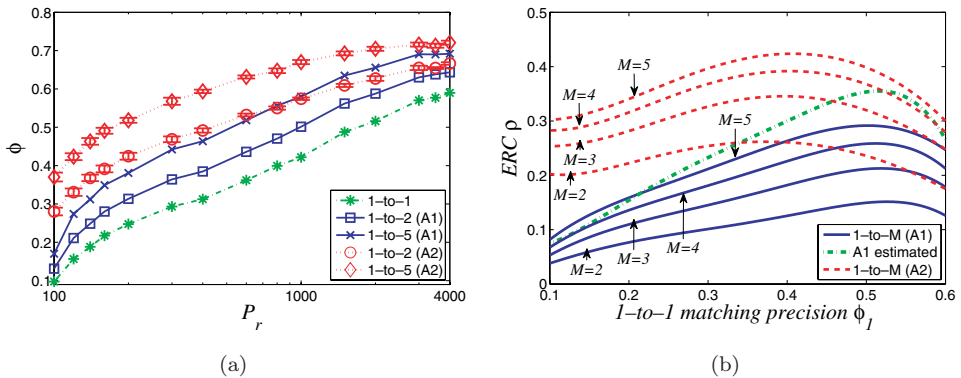 0.8
0.7
0.6
0.5
0.4
0.3
0.2
0.1
ϕ
100
1000
4000
P_r
1−to−1
1−to−2 (A1)
1−to−5 (A1)
1−to−2 (A2)
1−to−5 (A2)
(a)
0.5
0.4
0.3
0.2
0.1
0
ERC ρ
M=5
M=4
M=3
M=2
M=5
M=4
M=3
M=2
1−to−M (A1)
A1 estimated
1−to−M (A2)
0.1
0.2
0.3
0.4
0.5
0.6
1−to−1 matching precision ϕ_1
(b)